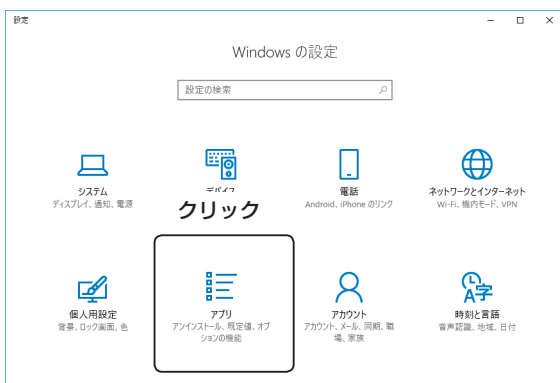 設定
Windows の設定
設定の検索
システム
ディスプレイ、通知、電源
デバイス
クリック
電話
Android、iPhone のリンク
ネットワークとインターネット
Wi-Fi、機内モード、VPN
個人用設定
背景、ロック画面、色
アプリ
アンインストール、既定値、オプ
ションの機能
アカウント
アカウント、メール、同期、職
場、家族
時刻と言語
音声認識、地域、日付